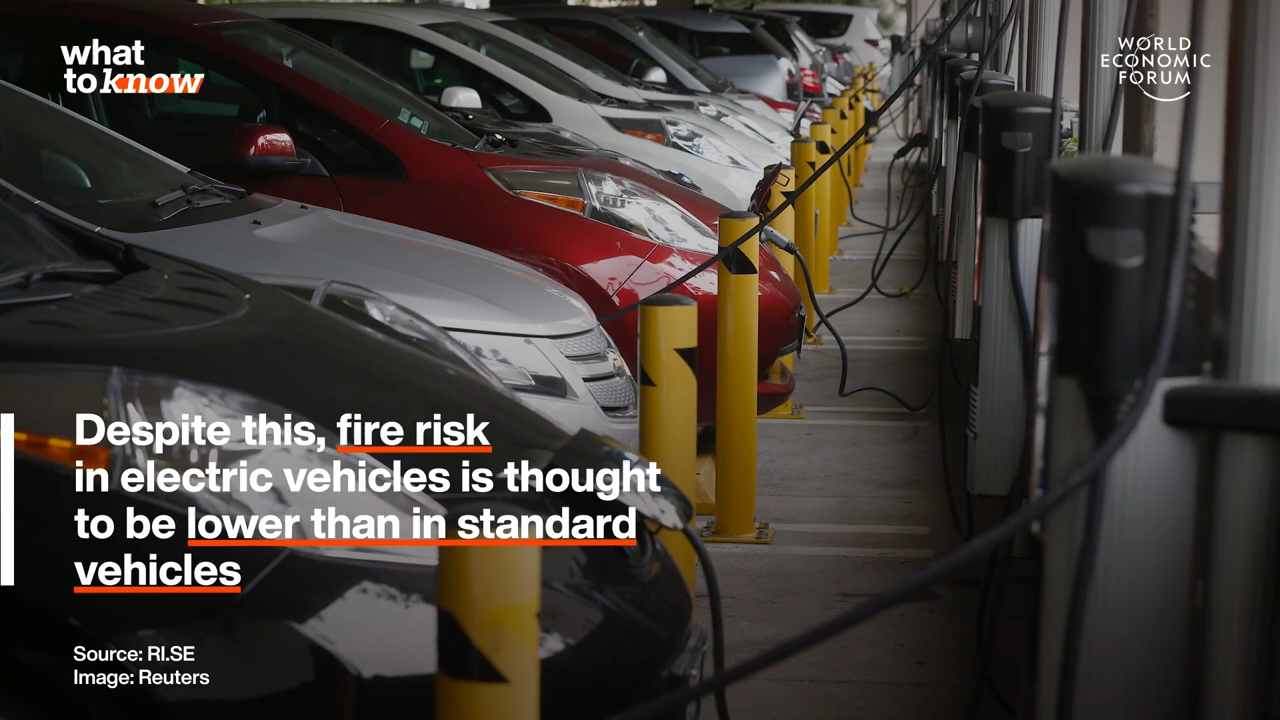 what
to know
WORLD
ECONOMIC
FORUM
Despite this, fire risk
in electric vehicles is thought
to be lower than in standard
vehicles
Source: RI.SE
Image: Reuters